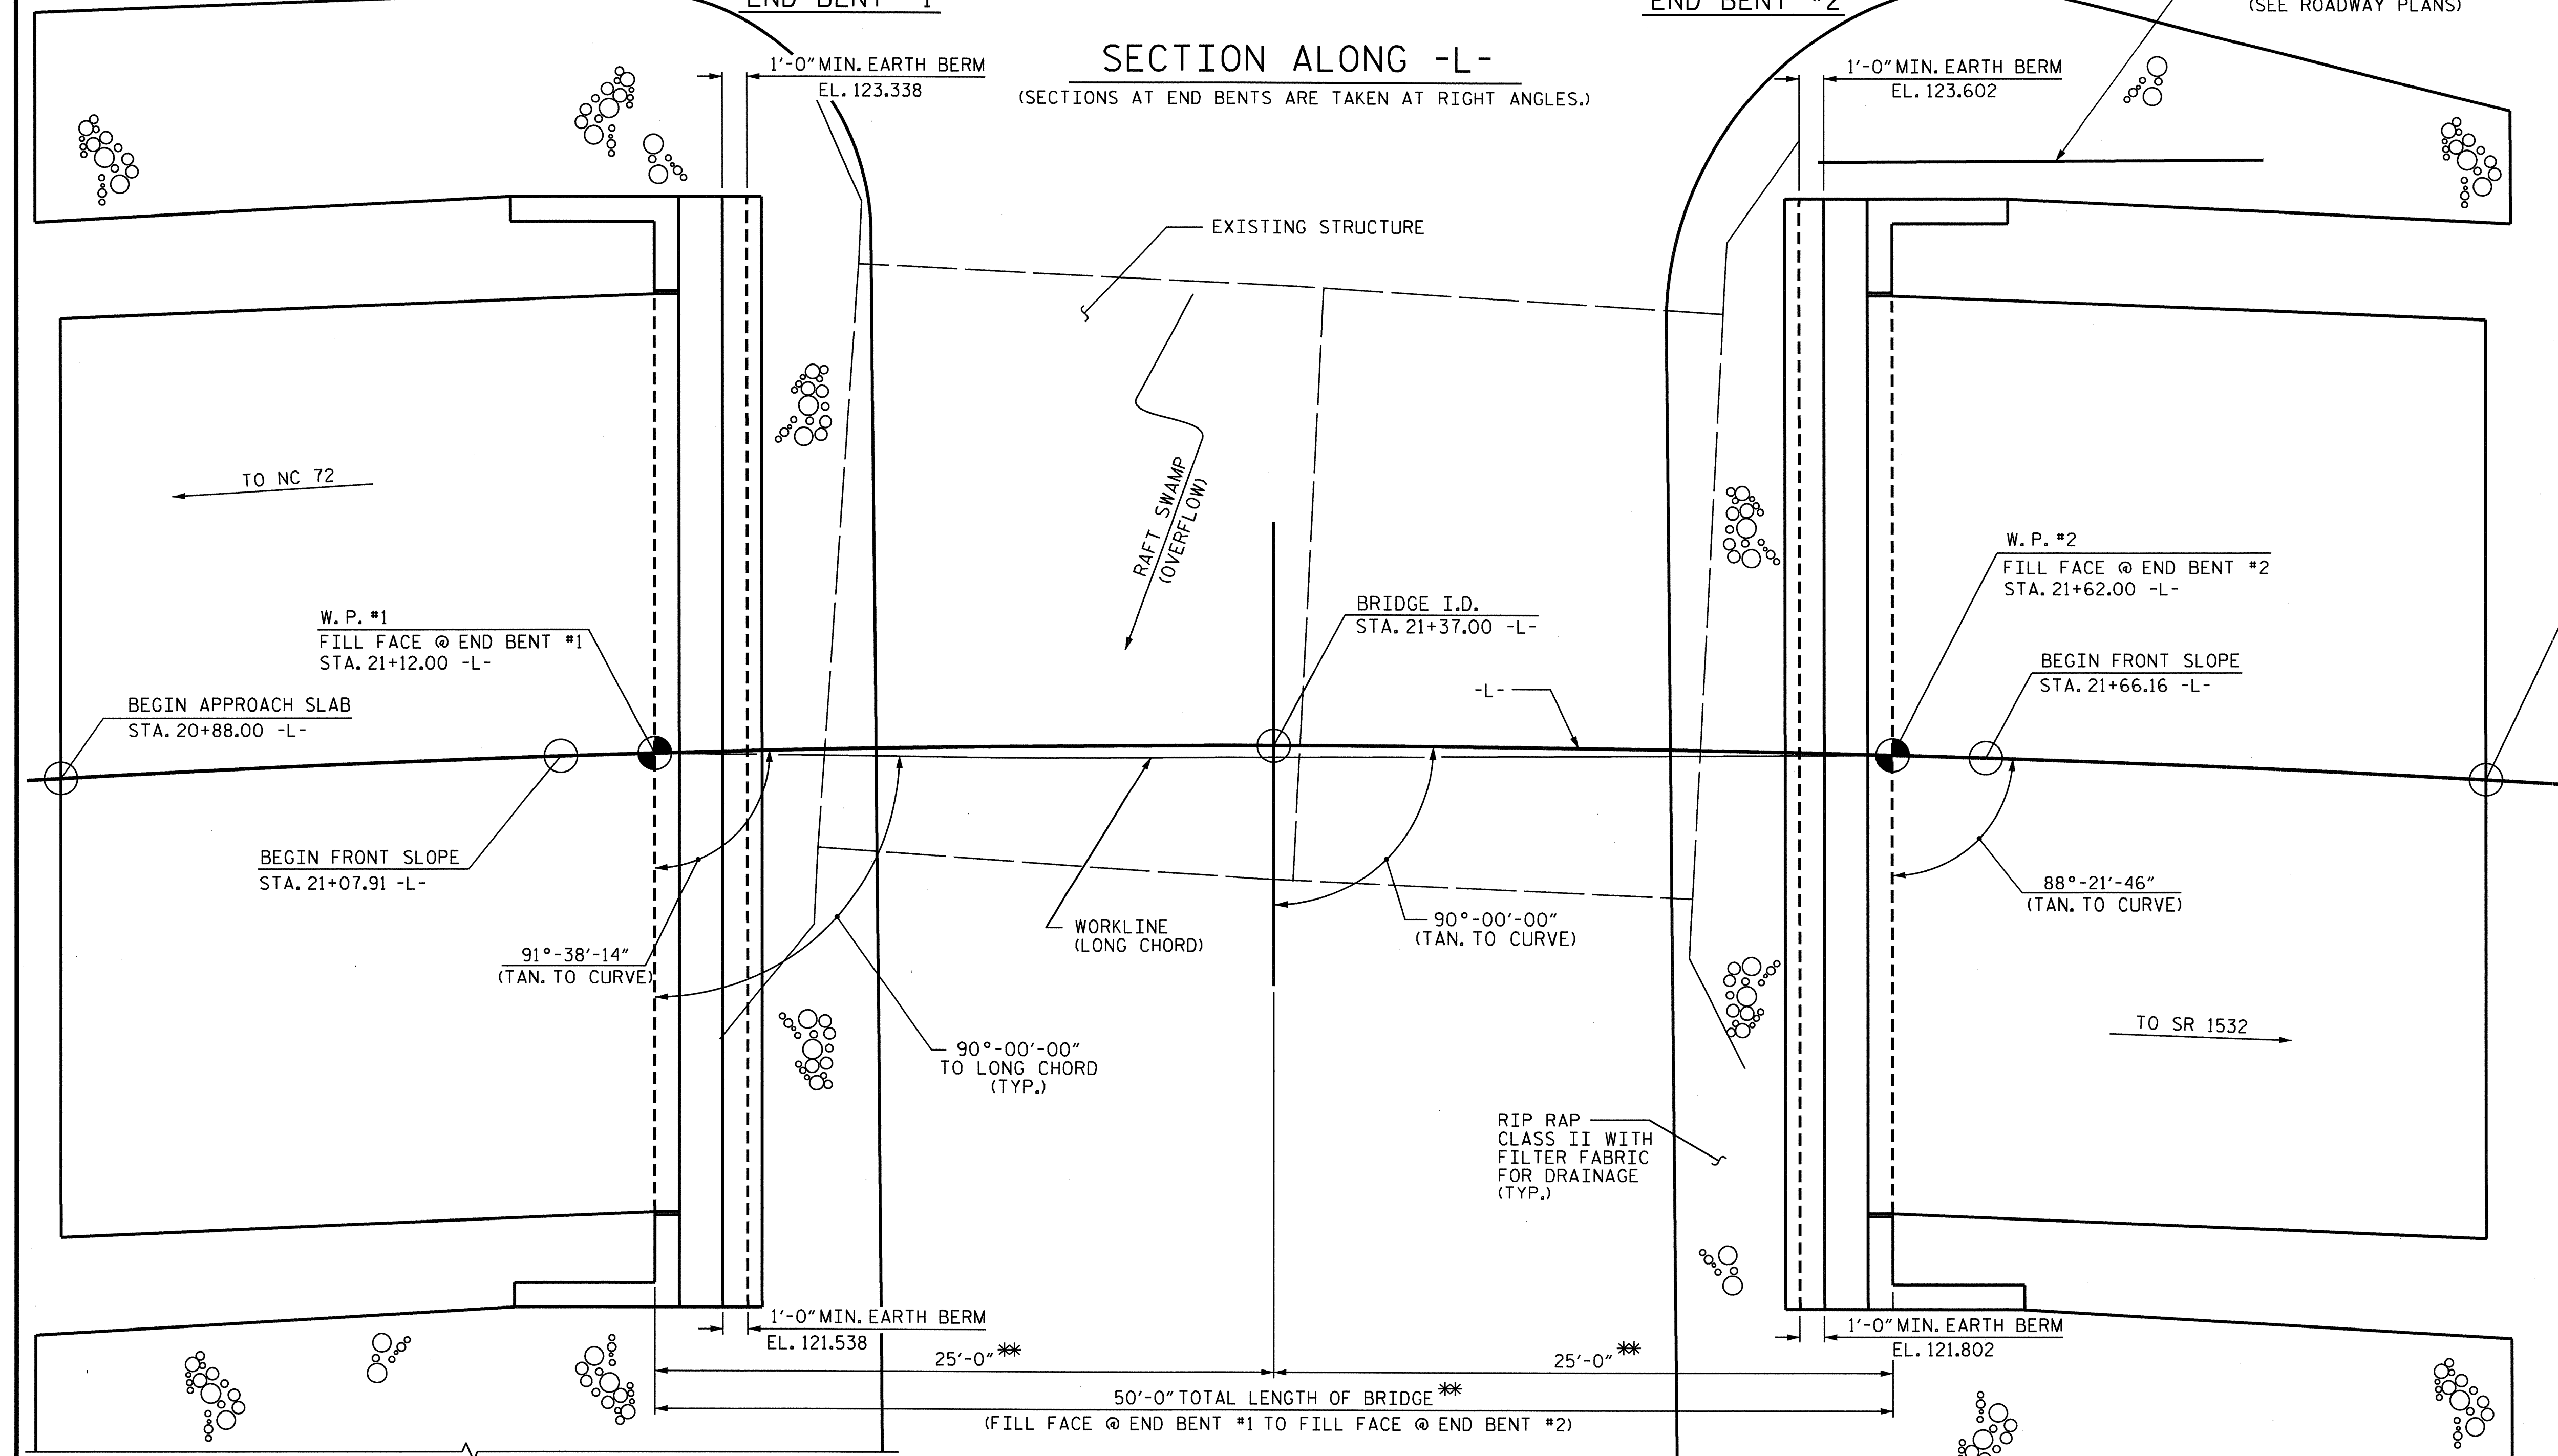 END BENT #1
END BENT #2
(SEE ROADWAY PLANS)
SECTION ALONG -L-
(SECTIONS AT END BENTS ARE TAKEN AT RIGHT ANGLES.)
1'-0" MIN. EARTH BERM
EL. 123.338
1'-0" MIN. EARTH BERM
EL. 123.602
EXISTING STRUCTURE
TO NC 72
RAFT SWAMP
(OVERFLOW)
W.P. #1
FILL FACE @ END BENT #1
STA. 21+12.00 -L-
BRIDGE I.D.
STA. 21+37.00 -L-
W.P. #2
FILL FACE @ END BENT #2
STA. 21+62.00 -L-
BEGIN APPROACH SLAB
STA. 20+88.00 -L-
-L-
BEGIN FRONT SLOPE
STA. 21+66.16 -L-
BEGIN FRONT SLOPE
STA. 21+07.91 -L-
91°-38'-14"
(TAN. TO CURVE)
WORKLINE
(LONG CHORD)
90°-00'-00"
(TAN. TO CURVE)
88°-21'-46"
(TAN. TO CURVE)
90°-00'-00"
TO LONG CHORD
(TYP.)
TO SR 1532
RIP RAP
CLASS II WITH
FILTER FABRIC
FOR DRAINAGE
(TYP.)
1'-0" MIN. EARTH BERM
EL. 121.538
1'-0" MIN. EARTH BERM
EL. 121.802
25'-0" **
25'-0" **
50'-0" TOTAL LENGTH OF BRIDGE **
(FILL FACE @ END BENT #1 TO FILL FACE @ END BENT #2)